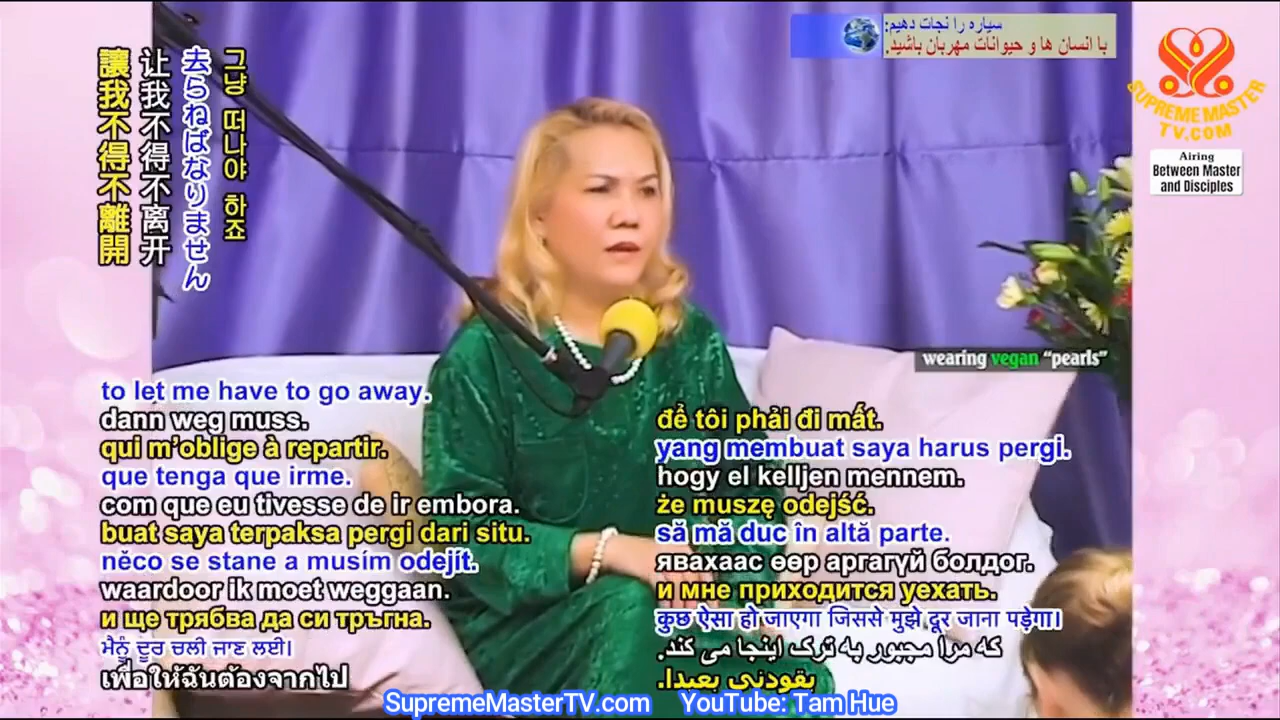 سیاره را نجات دهیم:
با انسان ها و حیوانات مهربان باشید.
SUPREME MASTER
TV.COM
Airing
Between Master
and Disciples
그냥 떠나야 하죠
去らねばなりません
让我不得不离开
讓我不得不離開
wearing vegan “pearls”
to let me have to go away.
dann weg muss.
qui m’oblige à repartir.
que tenga que irme.
com que eu tivesse de ir embora.
buat saya terpaksa pergi dari situ.
něco se stane a musím odejít.
waardoor ik moet weggaan.
и ще трябва да си тръгна.
ਮੈਨੂੰ ਦੂਰ ਚਲੀ ਜਾਣ ਲਈ।
เพื่อให้ฉันต้องจากไป
để tôi phải đi mất.
yang membuat saya harus pergi.
hogy el kelljen mennem.
że muszę odejść.
să mă duc în altă parte.
явахаас өөр аргагүй болдог.
и мне приходится уехать.
कुछ ऐसा हो जाएगा जिससे मुझे दूर जाना पड़ेगा।
که مرا مجبور به ترک اینجا می کند.
يقودني بعيدا.
SupremeMasterTV.com YouTube: Tam Hue